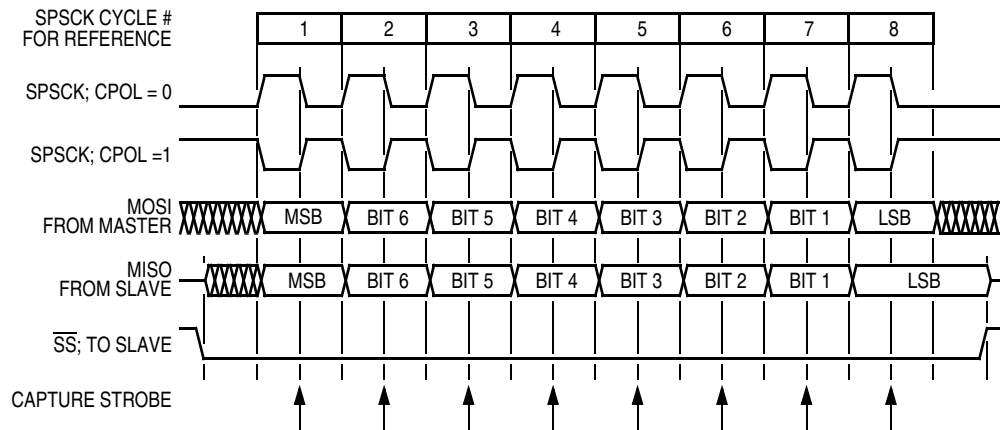 SPSCK CYCLE #
FOR REFERENCE
1 2 3 4 5 6 7 8
SPSCK; CPOL = 0
SPSCK; CPOL =1
MOSI
FROM MASTER
MSB BIT 6 BIT 5 BIT 4 BIT 3 BIT 2 BIT 1 LSB
MISO
FROM SLAVE
MSB BIT 6 BIT 5 BIT 4 BIT 3 BIT 2 BIT 1 LSB
S̅S̅; TO SLAVE
CAPTURE STROBE